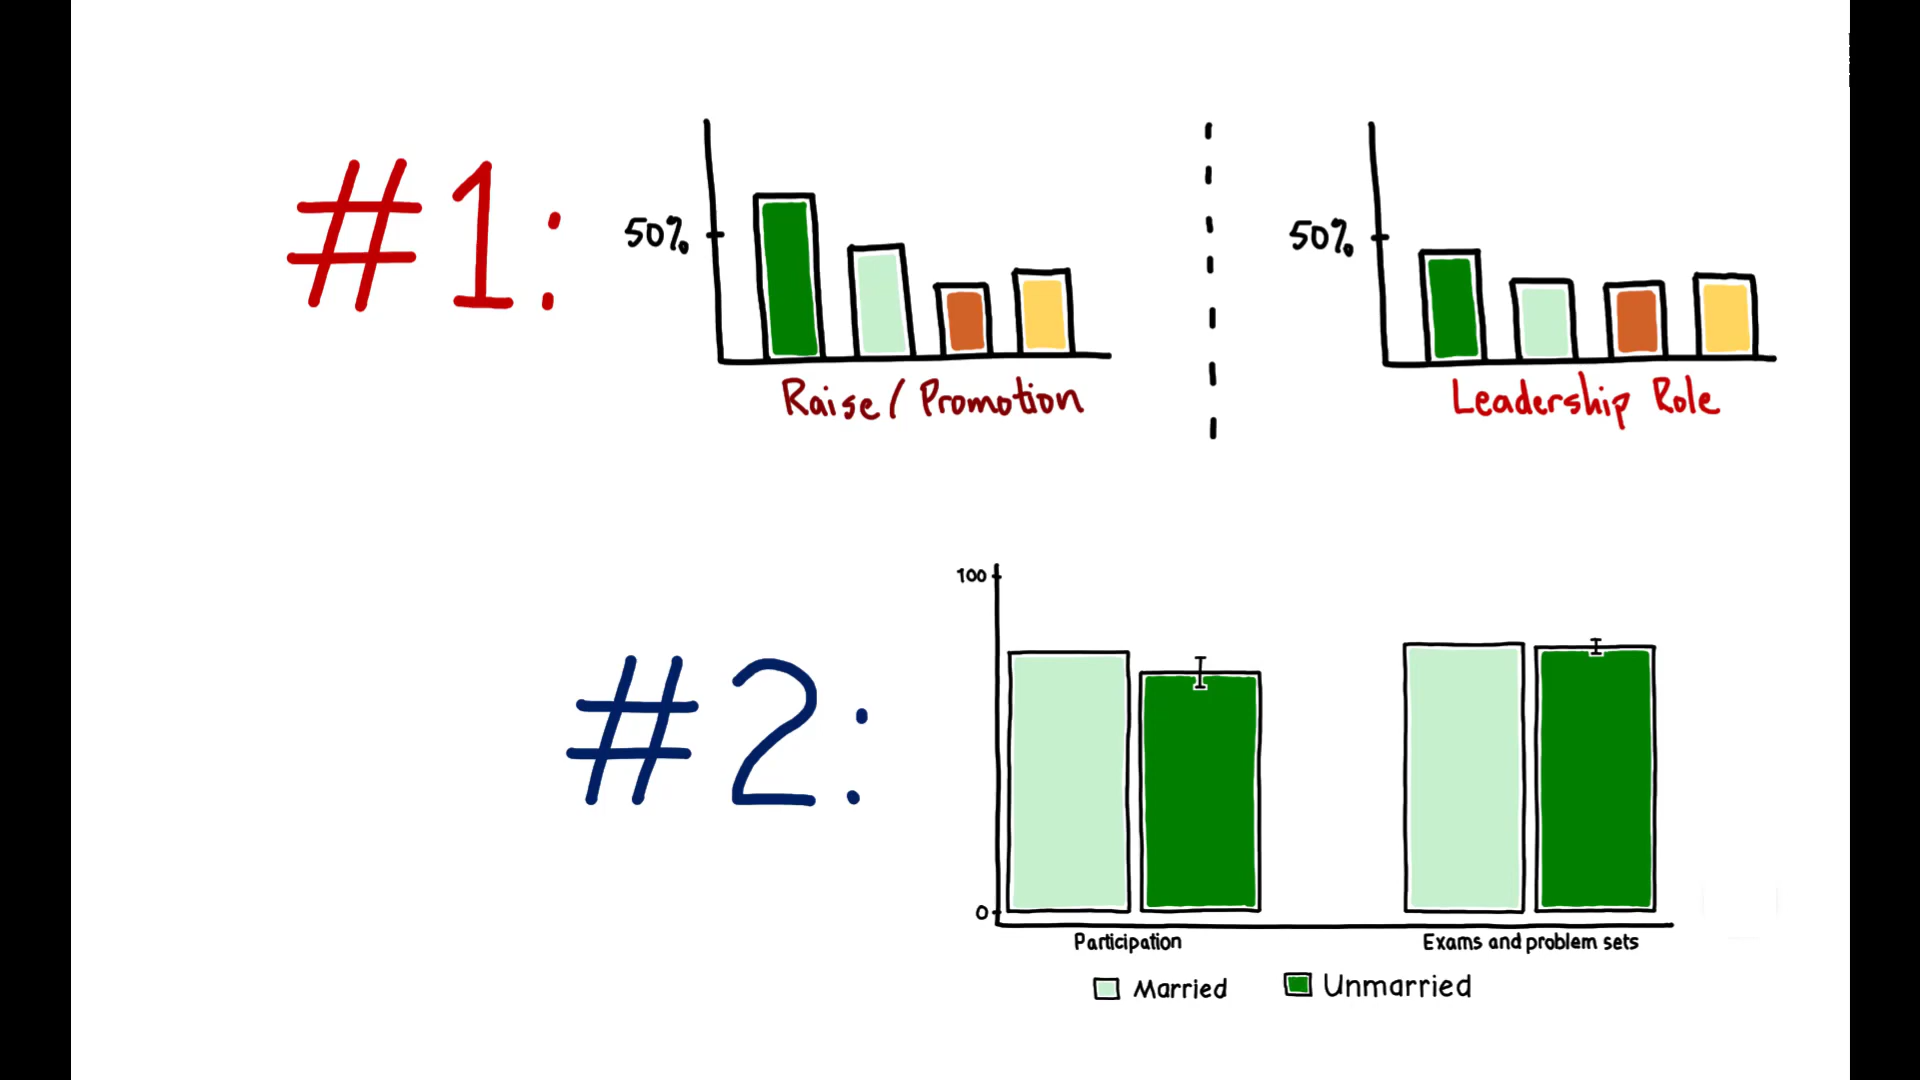 #1:
50%
Raise / Promotion
50%
Leadership Role
#2:
100
0
Participation
Exams and problem sets
Married
Unmarried